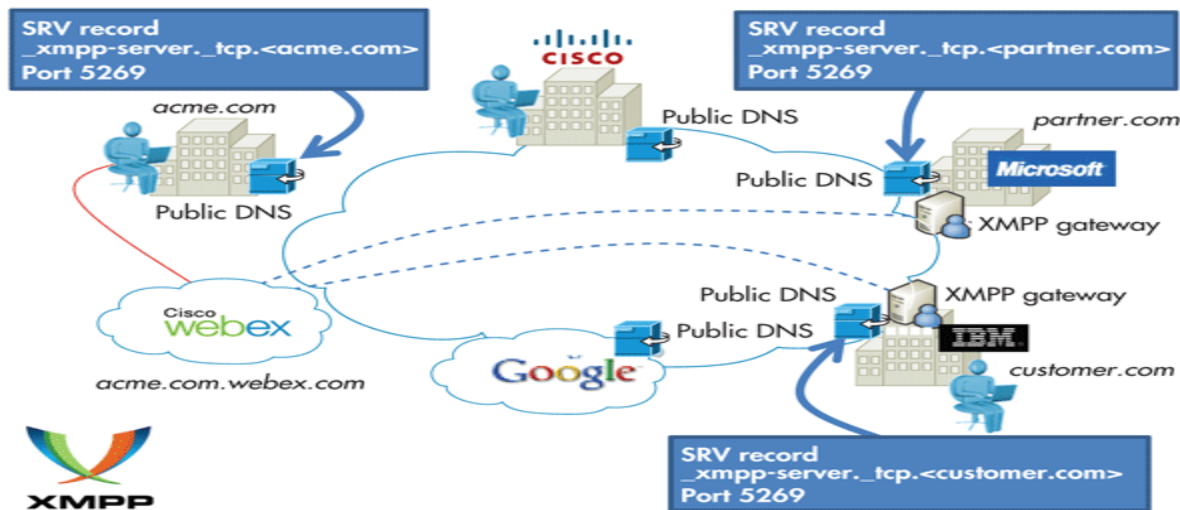 SRV record
_xmpp-server._tcp.<acme.com>
Port 5269
SRV record
_xmpp-server._tcp.<partner.com>
Port 5269
CISCO
acme.com
Public DNS
partner.com
Public DNS
Microsoft
Public DNS
XMPP gateway
Cisco
webex
Public DNS
XMPP gateway
Public DNS
IBM
Google
acme.com.webex.com
customer.com
XMPP
SRV record
_xmpp-server._tcp.<customer.com>
Port 5269